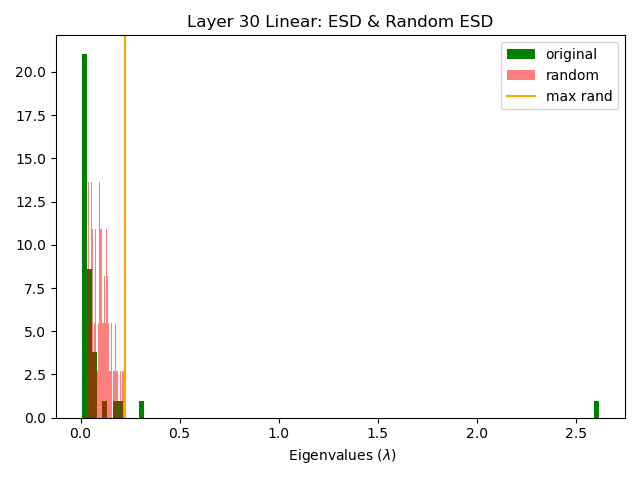 Layer 30 Linear: ESD & Random ESD
original
random
max rand
20.0
17.5
15.0
12.5
10.0
7.5
5.0
2.5
0.0
0.0 0.5 1.0 1.5 2.0 2.5
Eigenvalues (λ)